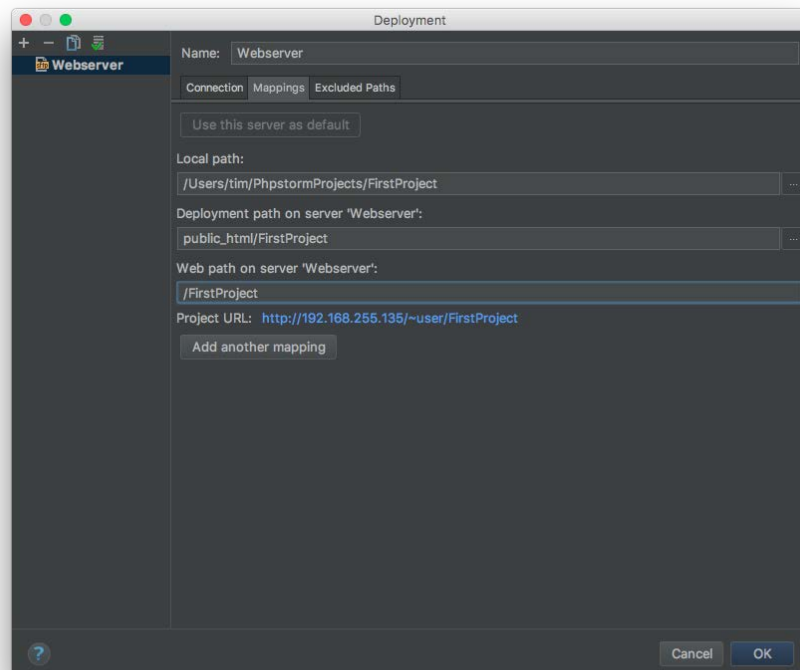 Deployment
Webserver
Name: Webserver
Connection Mappings Excluded Paths
Use this server as default
Local path:
/Users/tim/PhpstormProjects/FirstProject
...
Deployment path on server 'Webserver':
public_html/FirstProject
...
Web path on server 'Webserver':
/FirstProject
Project URL: http://192.168.255.135/~user/FirstProject
Add another mapping
? Cancel OK